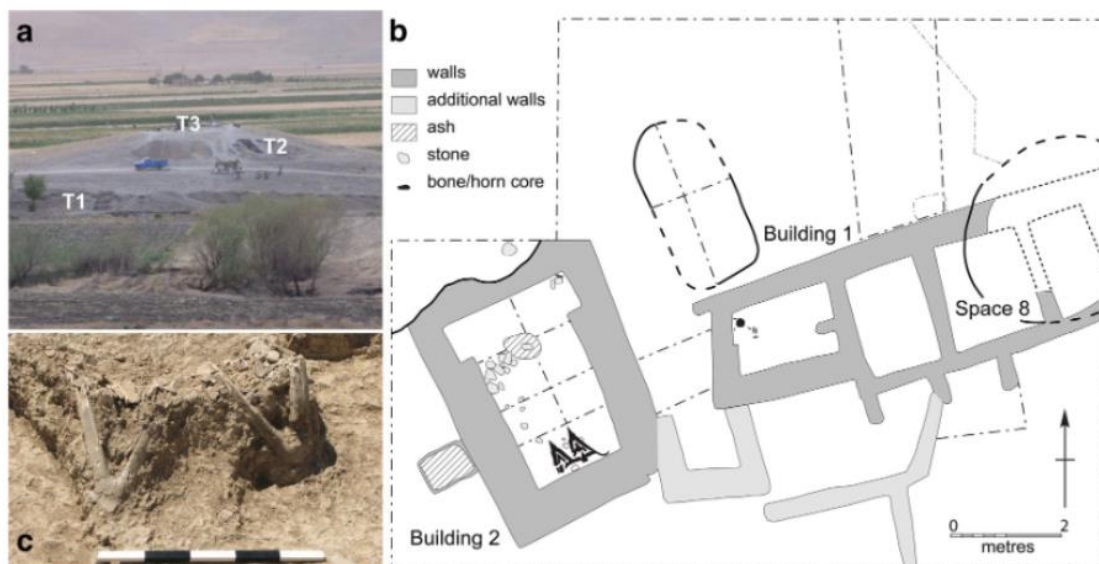 a
T3
T2
T1
c
b
walls
additional walls
ash
stone
bone/horn core
Building 1
Space 8
Building 2
0 2
metres